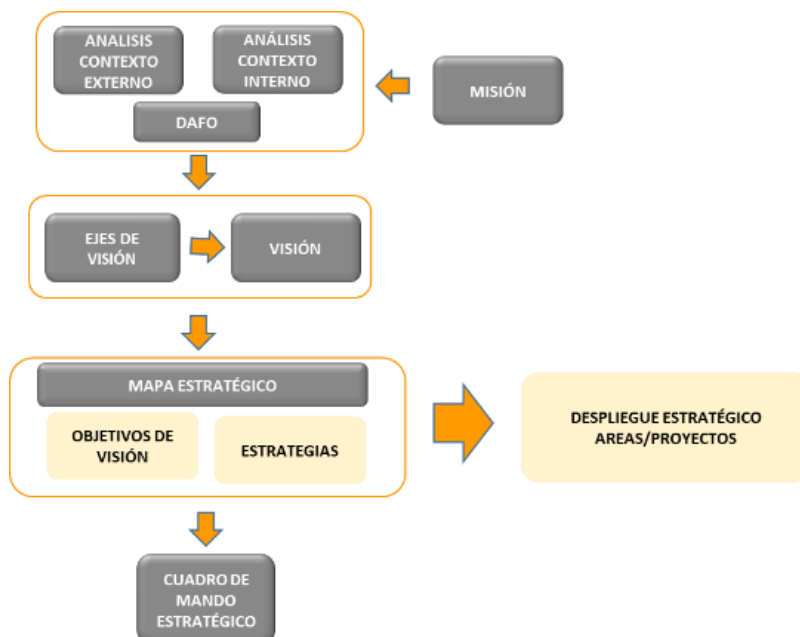 ANALISIS
CONTEXTO
EXTERNO
ANÁLISIS
CONTEXTO
INTERNO
DAFO
MISIÓN
EJES DE
VISIÓN
VISIÓN
MAPA ESTRATÉGICO
OBJETIVOS DE
VISIÓN
ESTRATEGIAS
DESPLIEGUE ESTRATÉGICO
AREAS/PROYECTOS
CUADRO DE
MANDO
ESTRATÉGICO